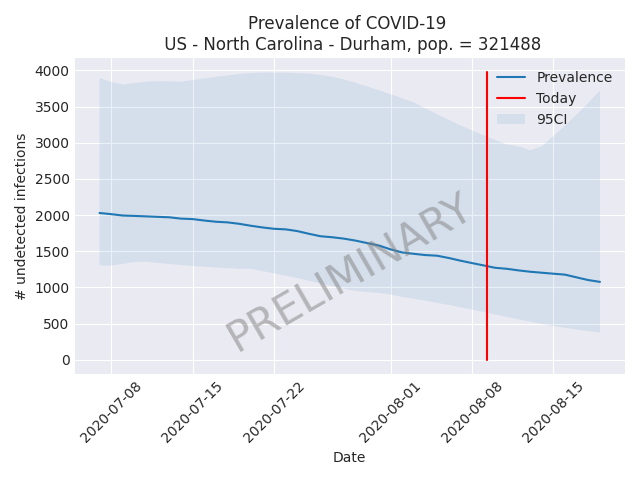 Prevalence of COVID-19
US - North Carolina - Durham, pop. = 321488
# undetected infections
4000
3500
3000
2500
2000
1500
1000
500
0
Prevalence
Today
95CI
PRELIMINARY
2020-07-08
2020-07-15
2020-07-22
2020-08-01
2020-08-08
2020-08-15
Date